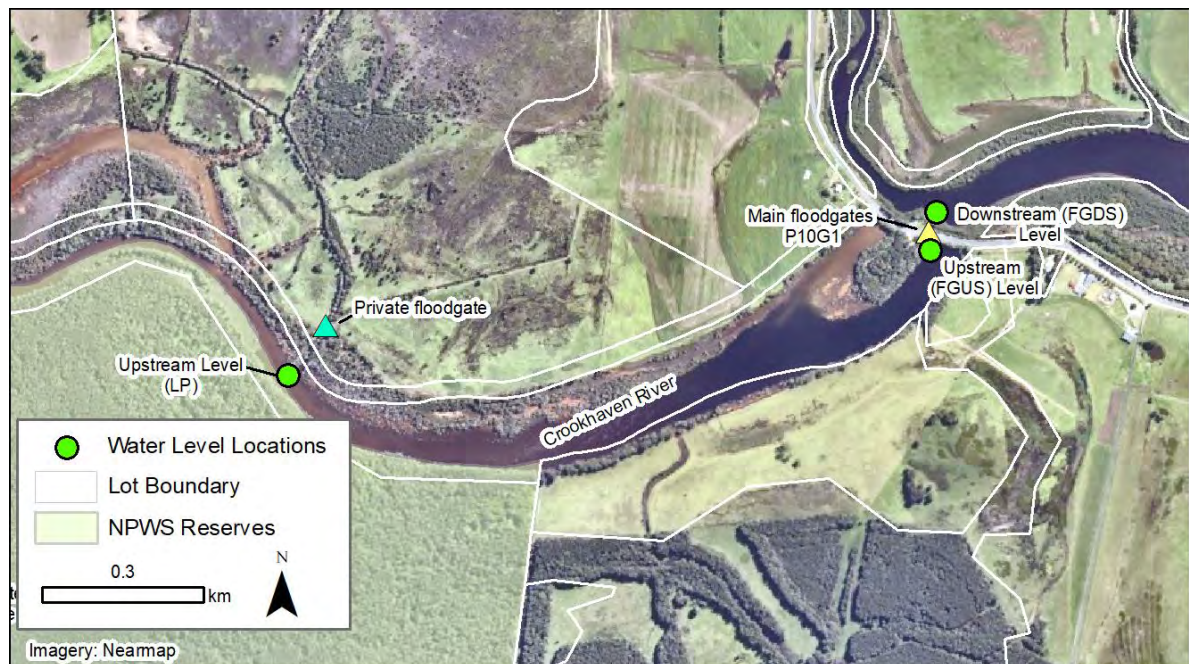 Main floodgates
P10G1
Downstream (FGDS)
Level
Upstream
(FGUS) Level
Private floodgate
Upstream Level
(LP)
Crookhaven River
Water Level Locations
Lot Boundary
NPWS Reserves
N
0.3
km
Imagery: Nearmap